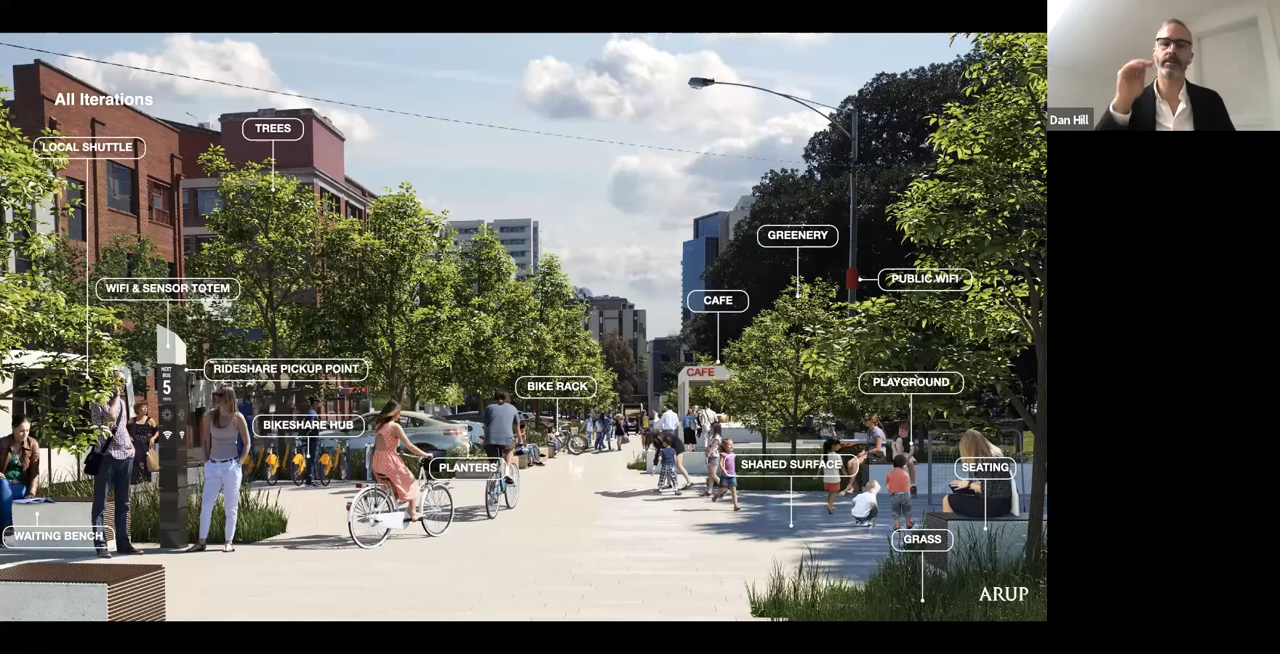 All Iterations
TREES
LOCAL SHUTTLE
GREENERY
WIFI & SENSOR TOTEM
PUBLIC WIFI
CAFE
CAFE
NEXT
BUS
5
RIDESHARE PICKUP POINT
BIKE RACK
PLAYGROUND
BIKESHARE HUB
PLANTERS
SHARED SURFACE
SEATING
WAITING BENCH
GRASS
ARUP
Dan Hill